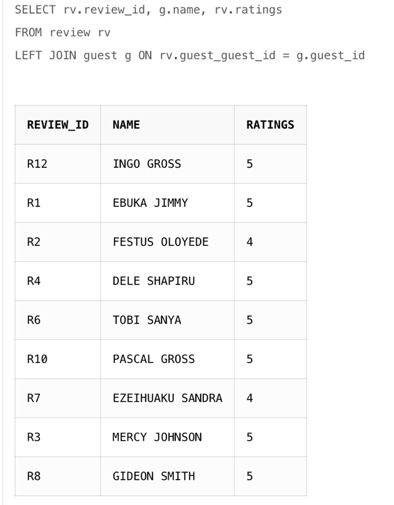 SELECT rv.review_id, g.name, rv.ratings
FROM review rv
LEFT JOIN guest g ON rv.guest_guest_id = g.guest_id
REVIEW_ID NAME RATINGS
R12 INGO GROSS 5
R1 EBUKA JIMMY 5
R2 FESTUS OLOYEDE 4
R4 DELE SHAPIRU 5
R6 TOBI SANYA 5
R10 PASCAL GROSS 5
R7 EZEIHUAKU SANDRA 4
R3 MERCY JOHNSON 5
R8 GIDEON SMITH 5